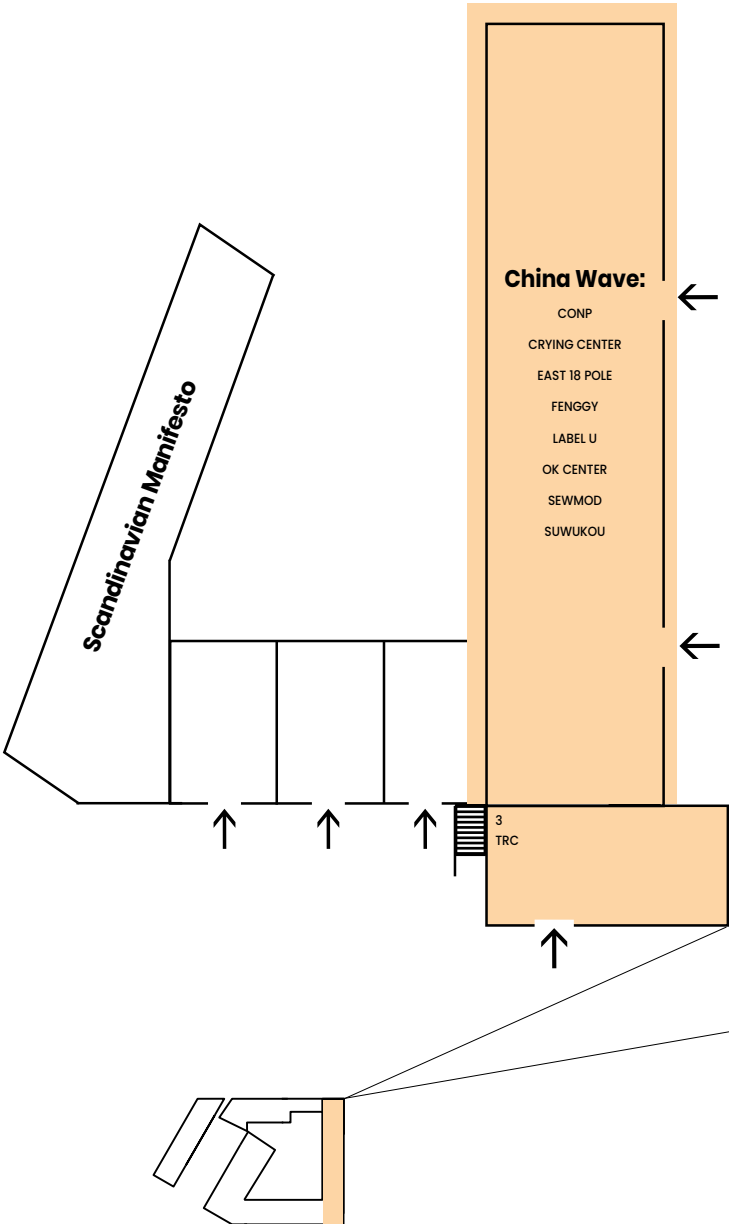 China Wave:
CONP
CRYING CENTER
EAST 18 POLE
FENGGY
LABEL U
OK CENTER
SEWMOD
SUWUKOU
Scandinavian Manifesto
3
TRC